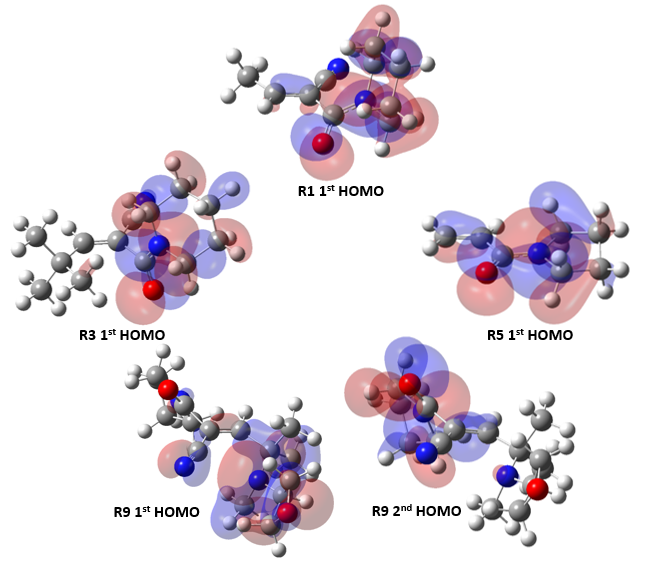 R1 1st HOMO
R3 1st HOMO
R5 1st HOMO
R9 1st HOMO
R9 2nd HOMO